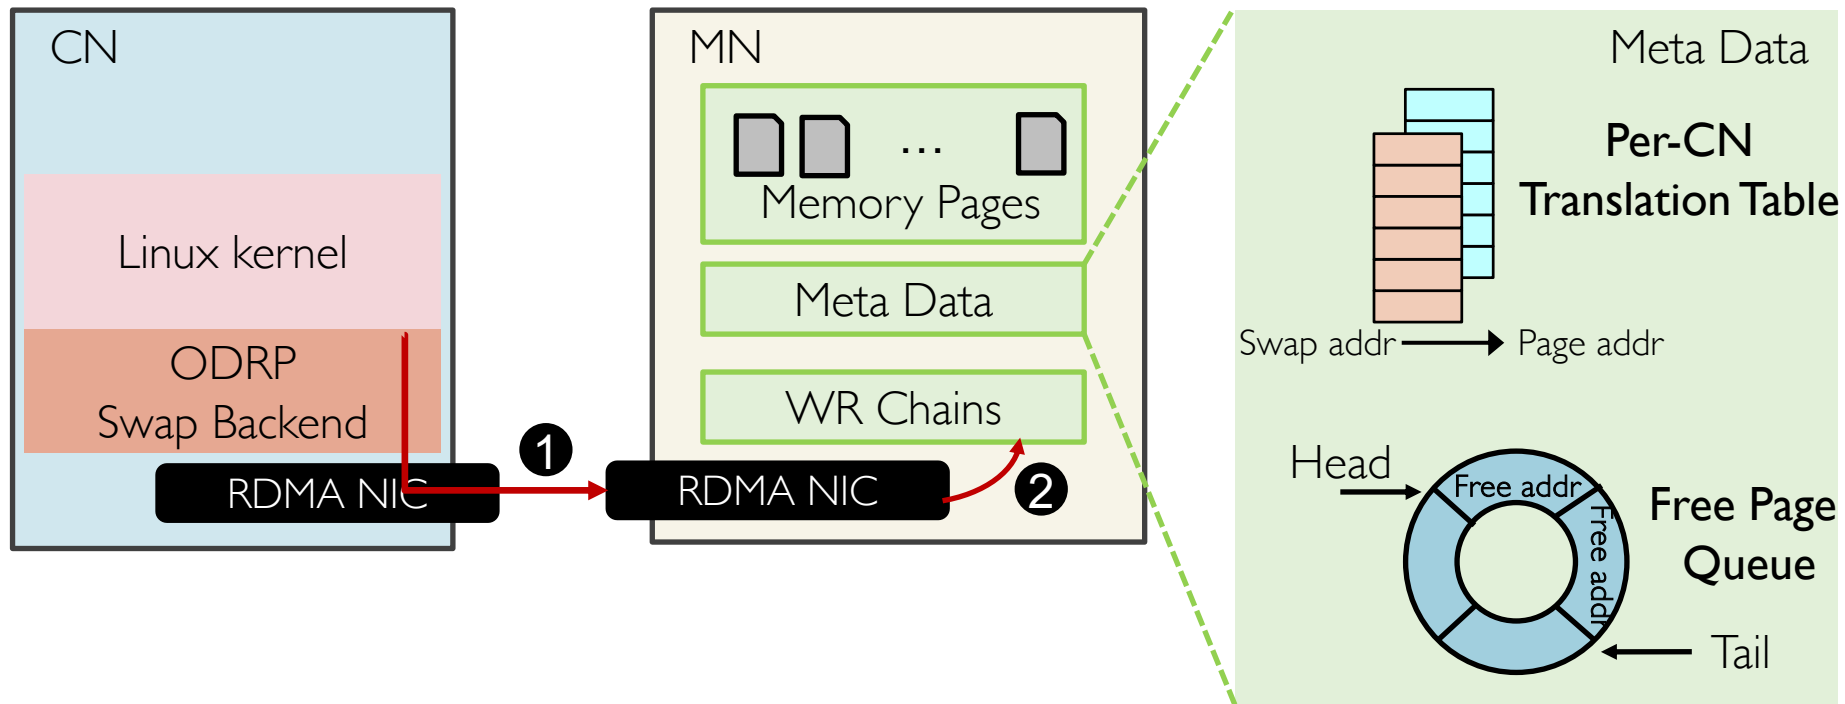 CN
Linux kernel
ODRP
Swap Backend
RDMA NIC
1
MN
...
Memory Pages
Meta Data
WR Chains
RDMA NIC
2
Meta Data
Per-CN
Translation Table
Swap addr
Page addr
Head
Free addr
Free addr
Free Page
Queue
Tail